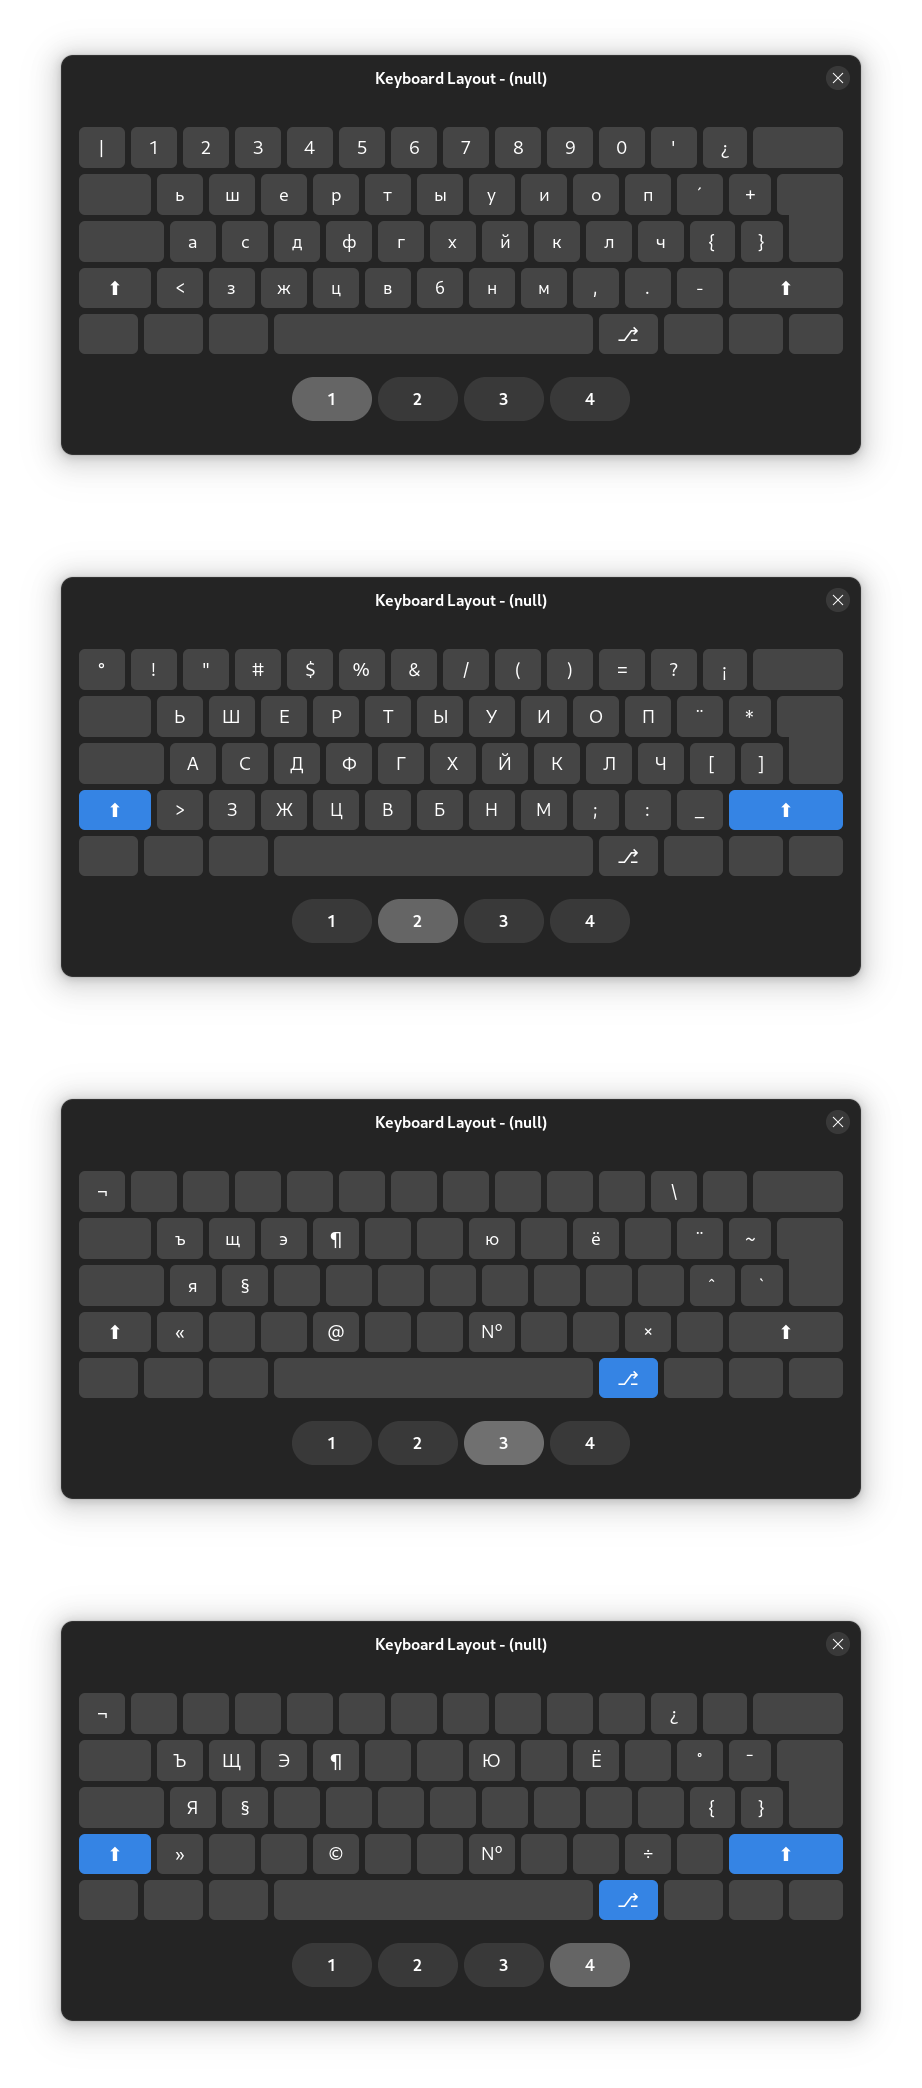 Keyboard Layout - (null)
| 1 2 3 4 5 6 7 8 9 0 ' ¿
ь ш е р т ы у и о п ´ +
а с д ф г х й к л ч { }
⬆ < з ж ц в б н м , . - ⬆
⎇
1 2 3 4
Keyboard Layout - (null)
° ! " # $ % & / ( ) = ? ¡
Ь Ш Е Р Т Ы У И О П ¨ *
А С Д Ф Г Х Й К Л Ч [ ]
⬆ > З Ж Ц В Б Н М ; : _ ⬆
⎇
1 2 3 4
Keyboard Layout - (null)
¬ \
ъ щ э ¶ ю ё ¨ ~
я § ˆ `
⬆ « @ Nº × ⬆
⎇
1 2 3 4
Keyboard Layout - (null)
¬ ¿
Ъ Щ Э ¶ Ю Ё ° ¯
Я § { }
⬆ » © Nº ÷ ⬆
⎇
1 2 3 4